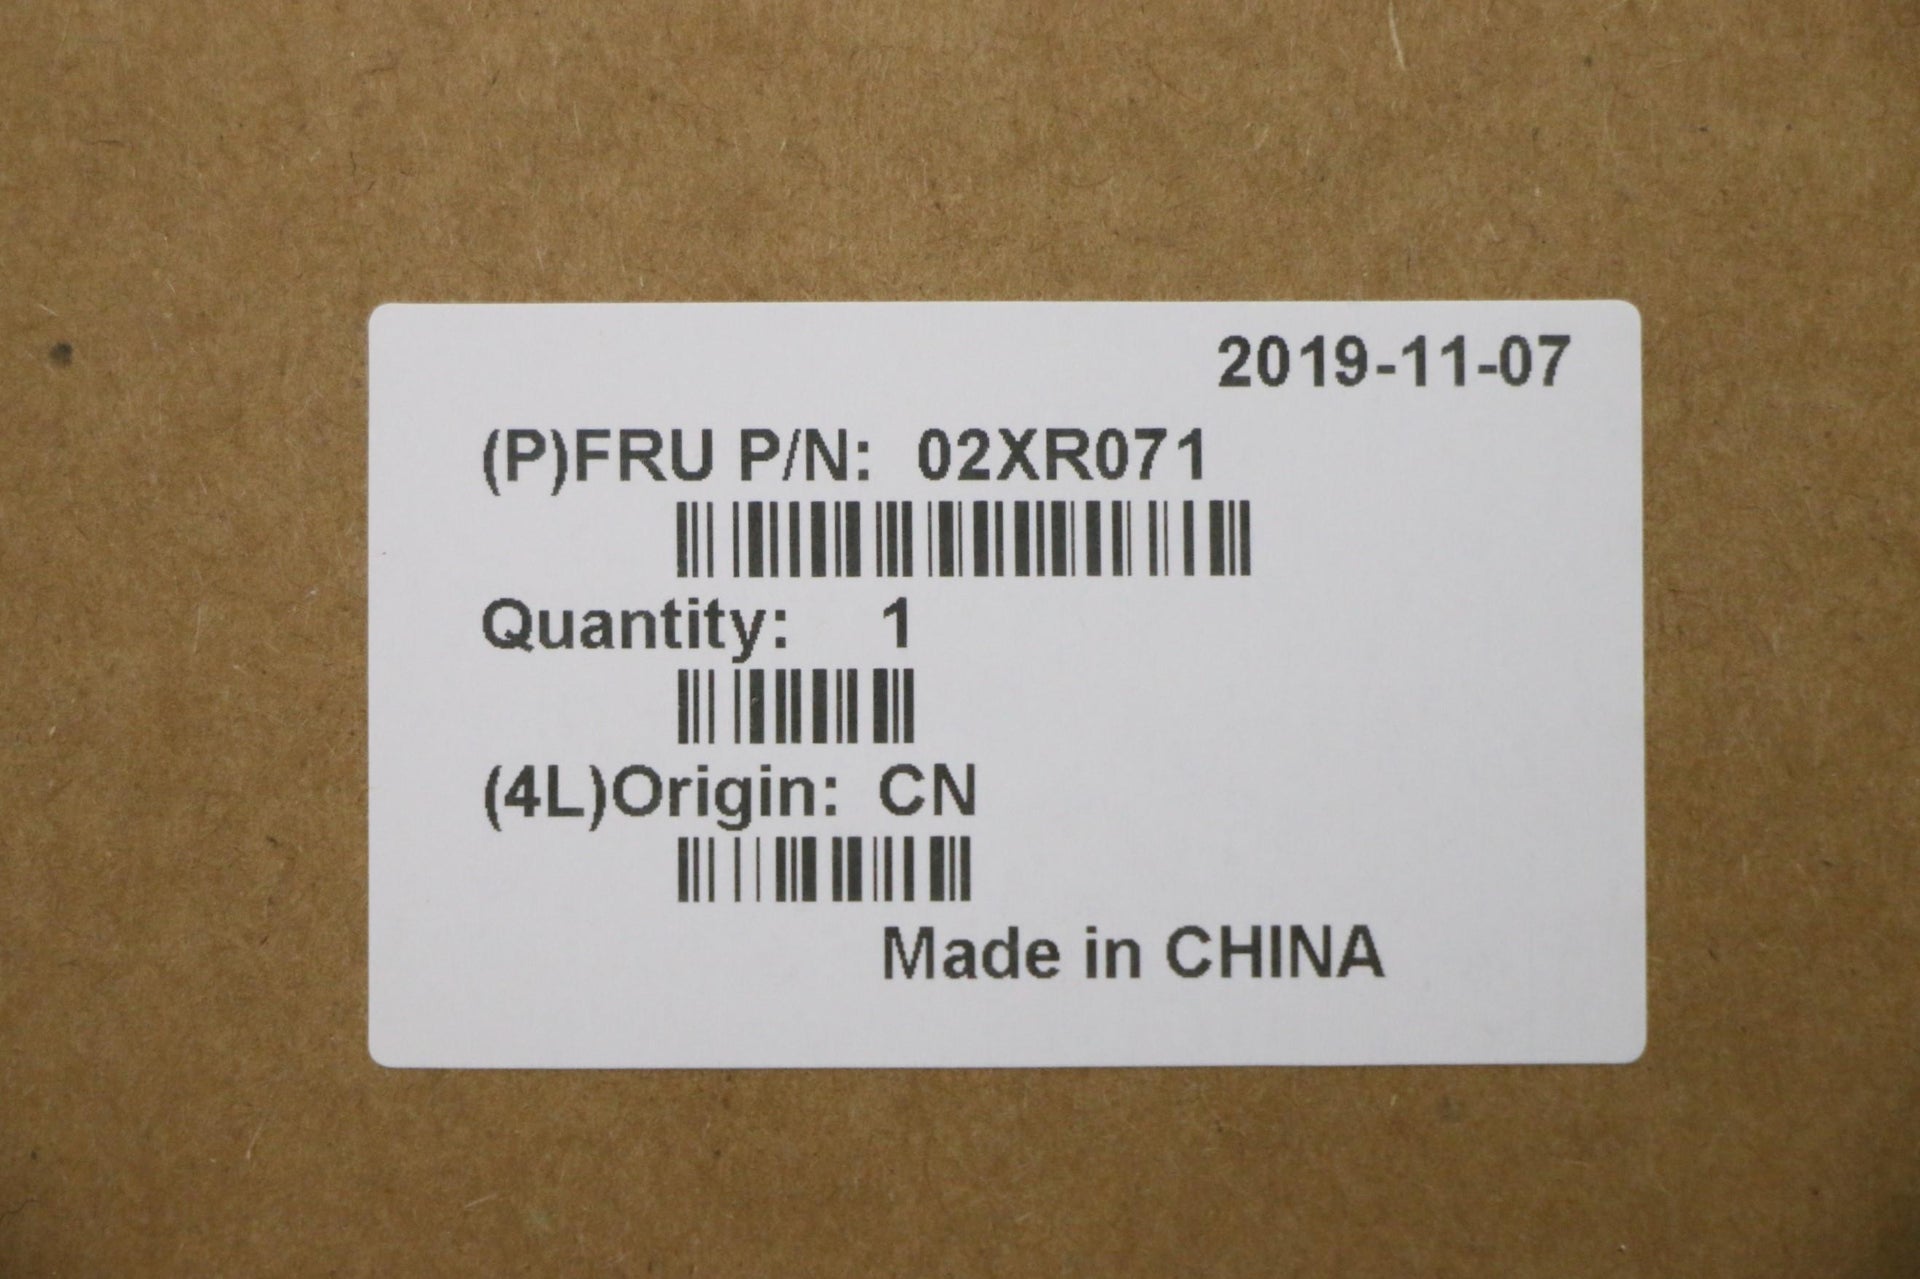 2019-11-07
(P)FRU P/N: 02XR071
Quantity: 1
(4L)Origin: CN
Made in CHINA